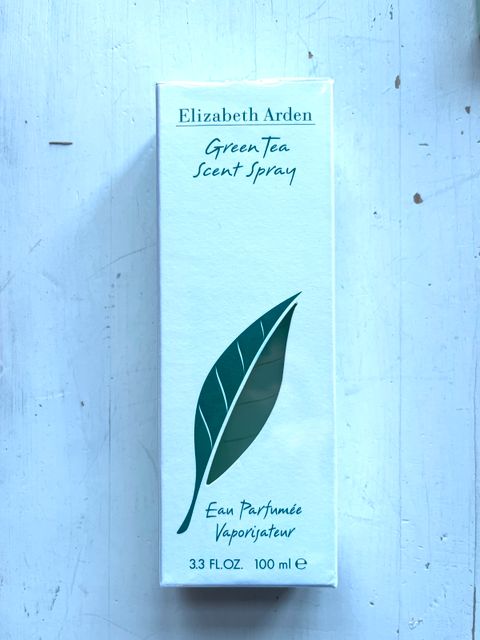 Elizabeth Arden
Green Tea
Scent Spray
Eau Parfumée
Vaporisateur
3.3 FL.OZ. 100 ml ℮